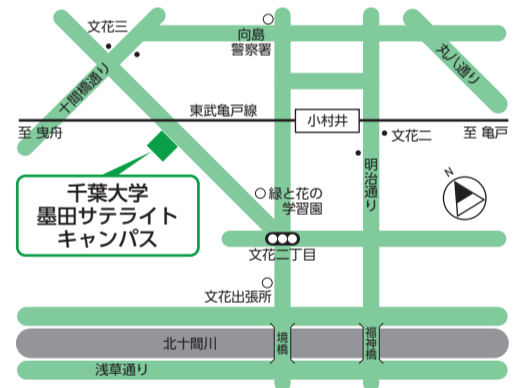 文花三
向島
警察署
丸八通り
十間橋通り
東武亀戸線
小村井
至 曳舟
文花二
至 亀戸
千葉大学
墨田サテライト
キャンパス
緑と花の
学習園
明治通り
N
文花二丁目
文花出張所
北十間川
境橋
福神橋
浅草通り